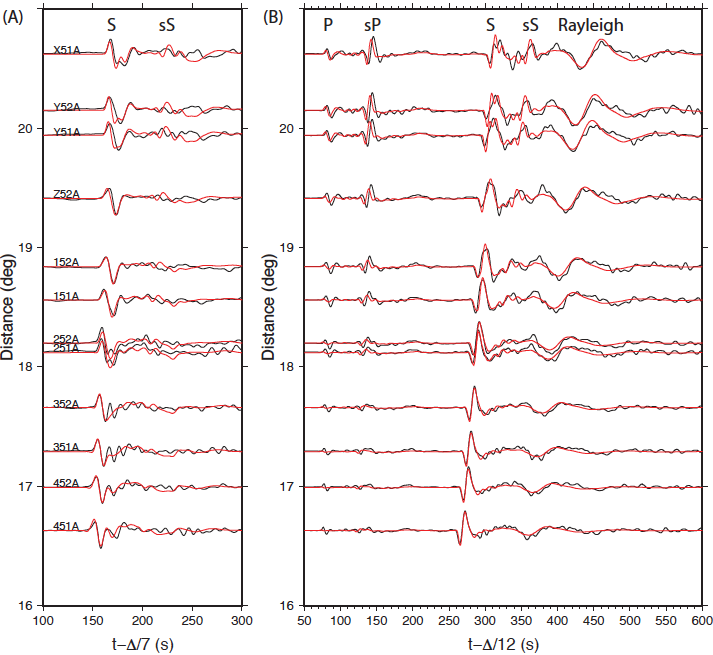 (A)
S
sS
(B)
P
sP
S
sS
Rayleigh
X51A
Y52A
Y51A
Z52A
152A
151A
252A
251A
352A
351A
452A
451A
20
19
18
17
16
Distance (deg)
100 150 200 250 300
t−Δ/7 (s)
20
19
18
17
16
Distance (deg)
50 100 150 200 250 300 350 400 450 500 550 600
t−Δ/12 (s)